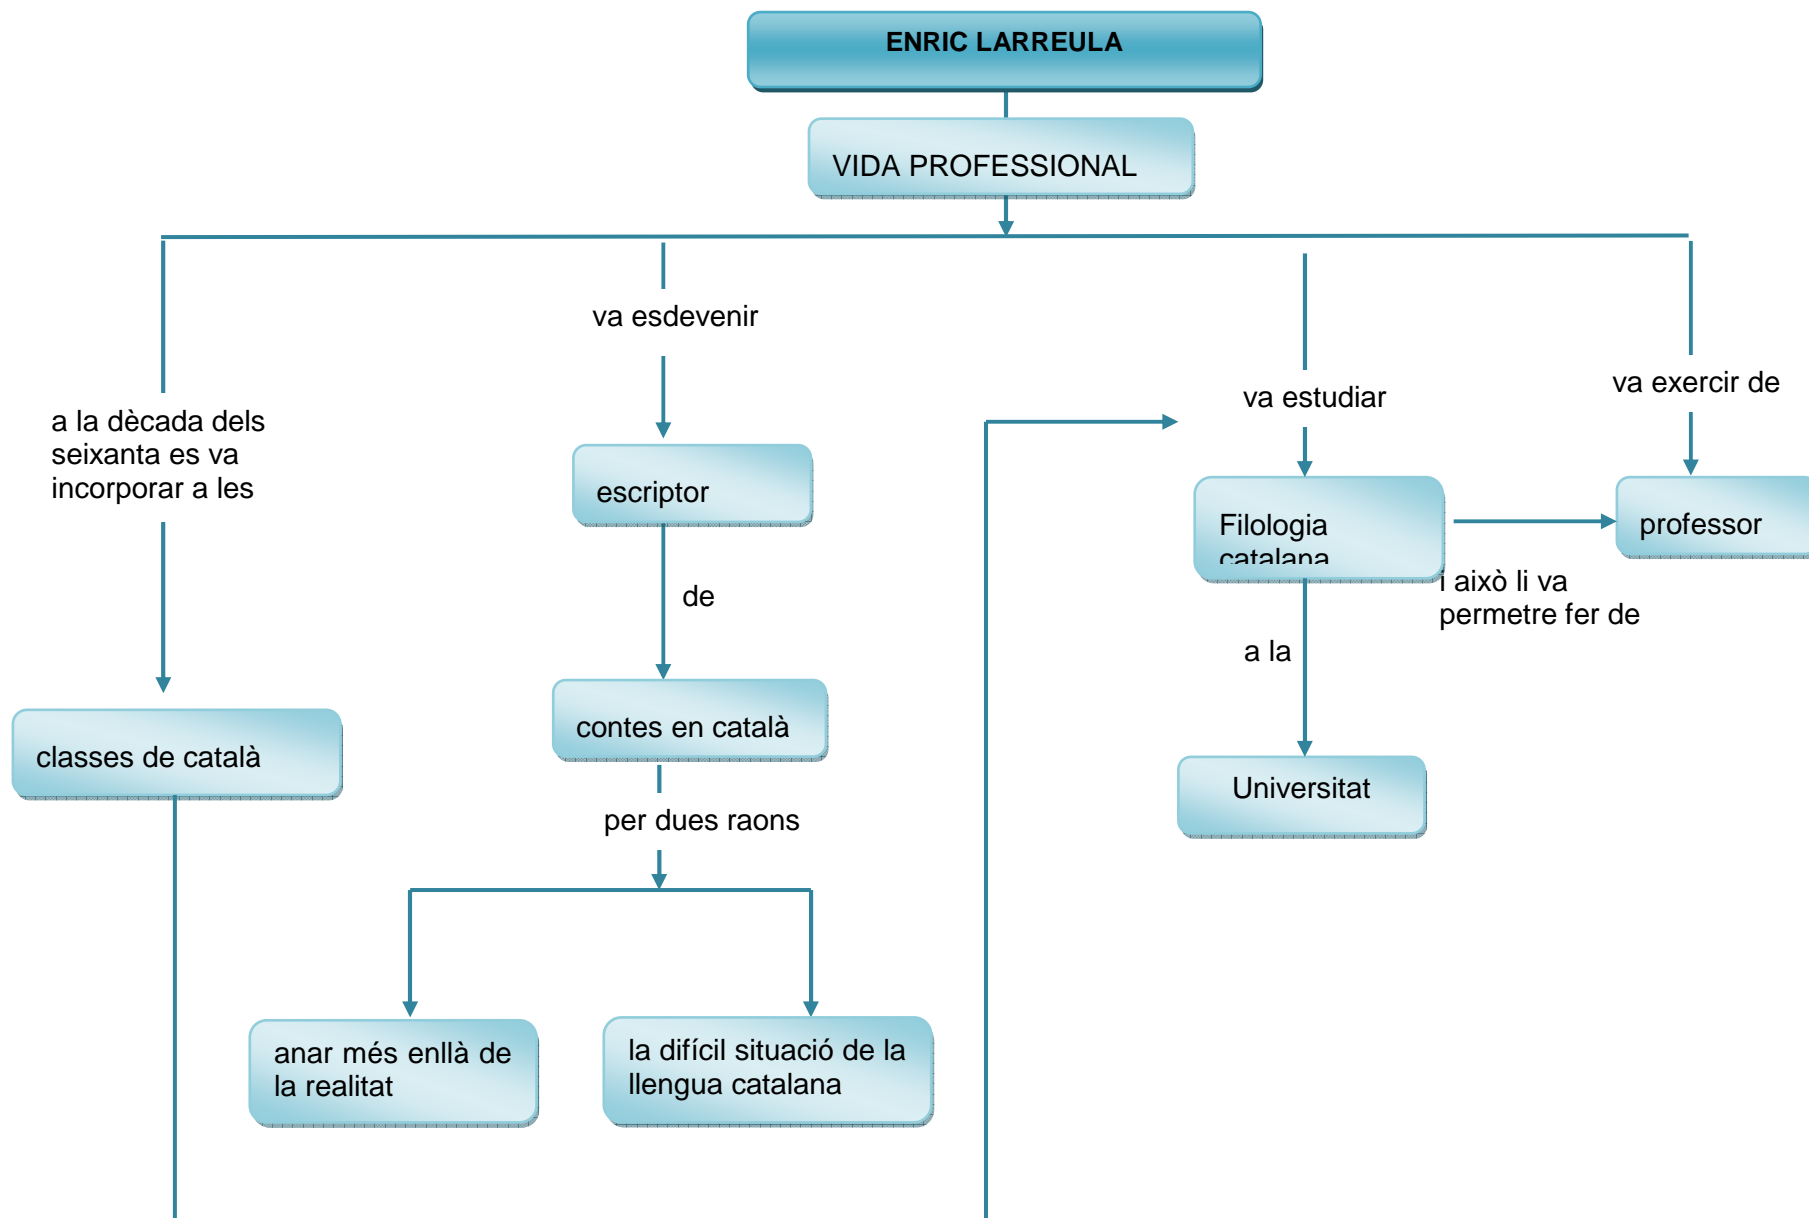 ENRIC LARREULA
VIDA PROFESSIONAL
a la dècada dels
seixanta es va
incorporar a les
classes de català
va esdevenir
escriptor
de
contes en català
per dues raons
anar més enllà de
la realitat
la difícil situació de la
llengua catalana
va estudiar
Filologia
catalana
i això li va
permetre fer de
a la
Universitat
va exercir de
professor